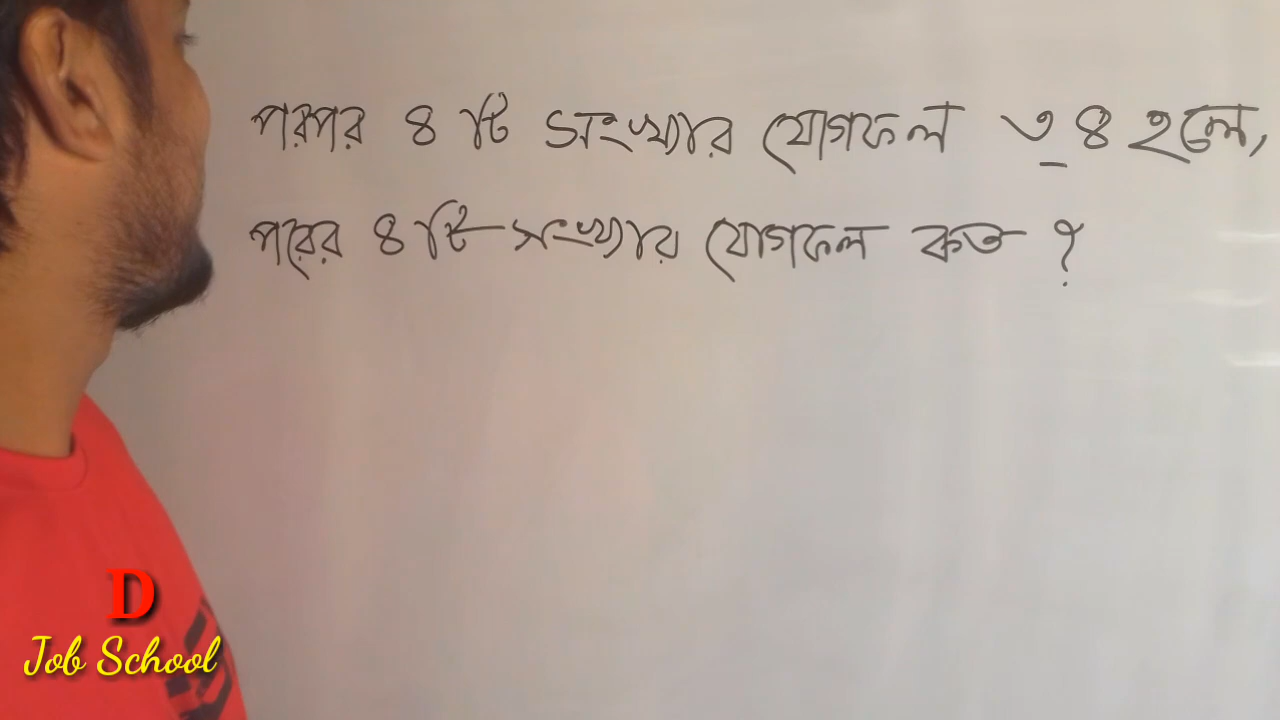 পরপর ৪ টি সংখ্যার যোগফল ৩৪ হলে,
পরের ৪টি সংখ্যার যোগফল কত ?
D
Job School